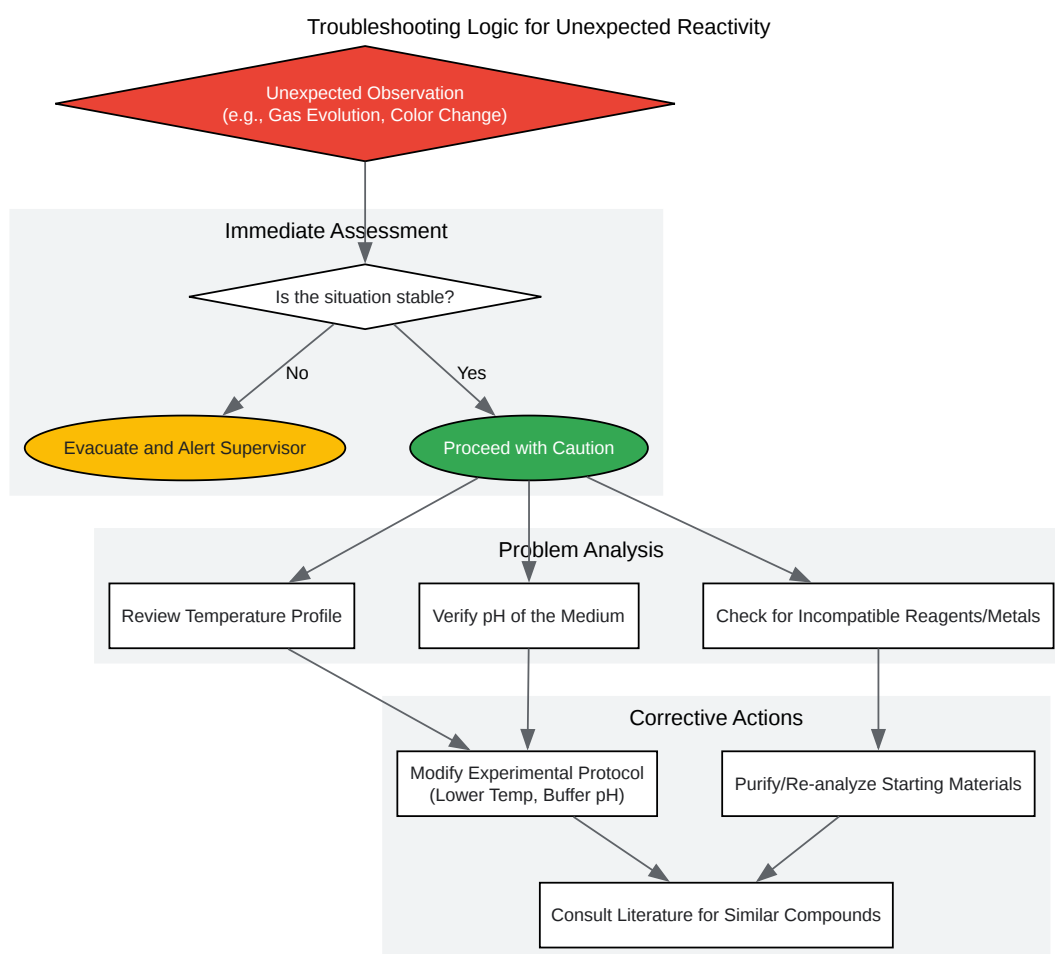 Troubleshooting Logic for Unexpected Reactivity
Unexpected Observation
(e.g., Gas Evolution, Color Change)
Immediate Assessment
Is the situation stable?
No
Yes
Evacuate and Alert Supervisor
Proceed with Caution
Problem Analysis
Review Temperature Profile
Verify pH of the Medium
Check for Incompatible Reagents/Metals
Corrective Actions
Modify Experimental Protocol
(Lower Temp, Buffer pH)
Purify/Re-analyze Starting Materials
Consult Literature for Similar Compounds